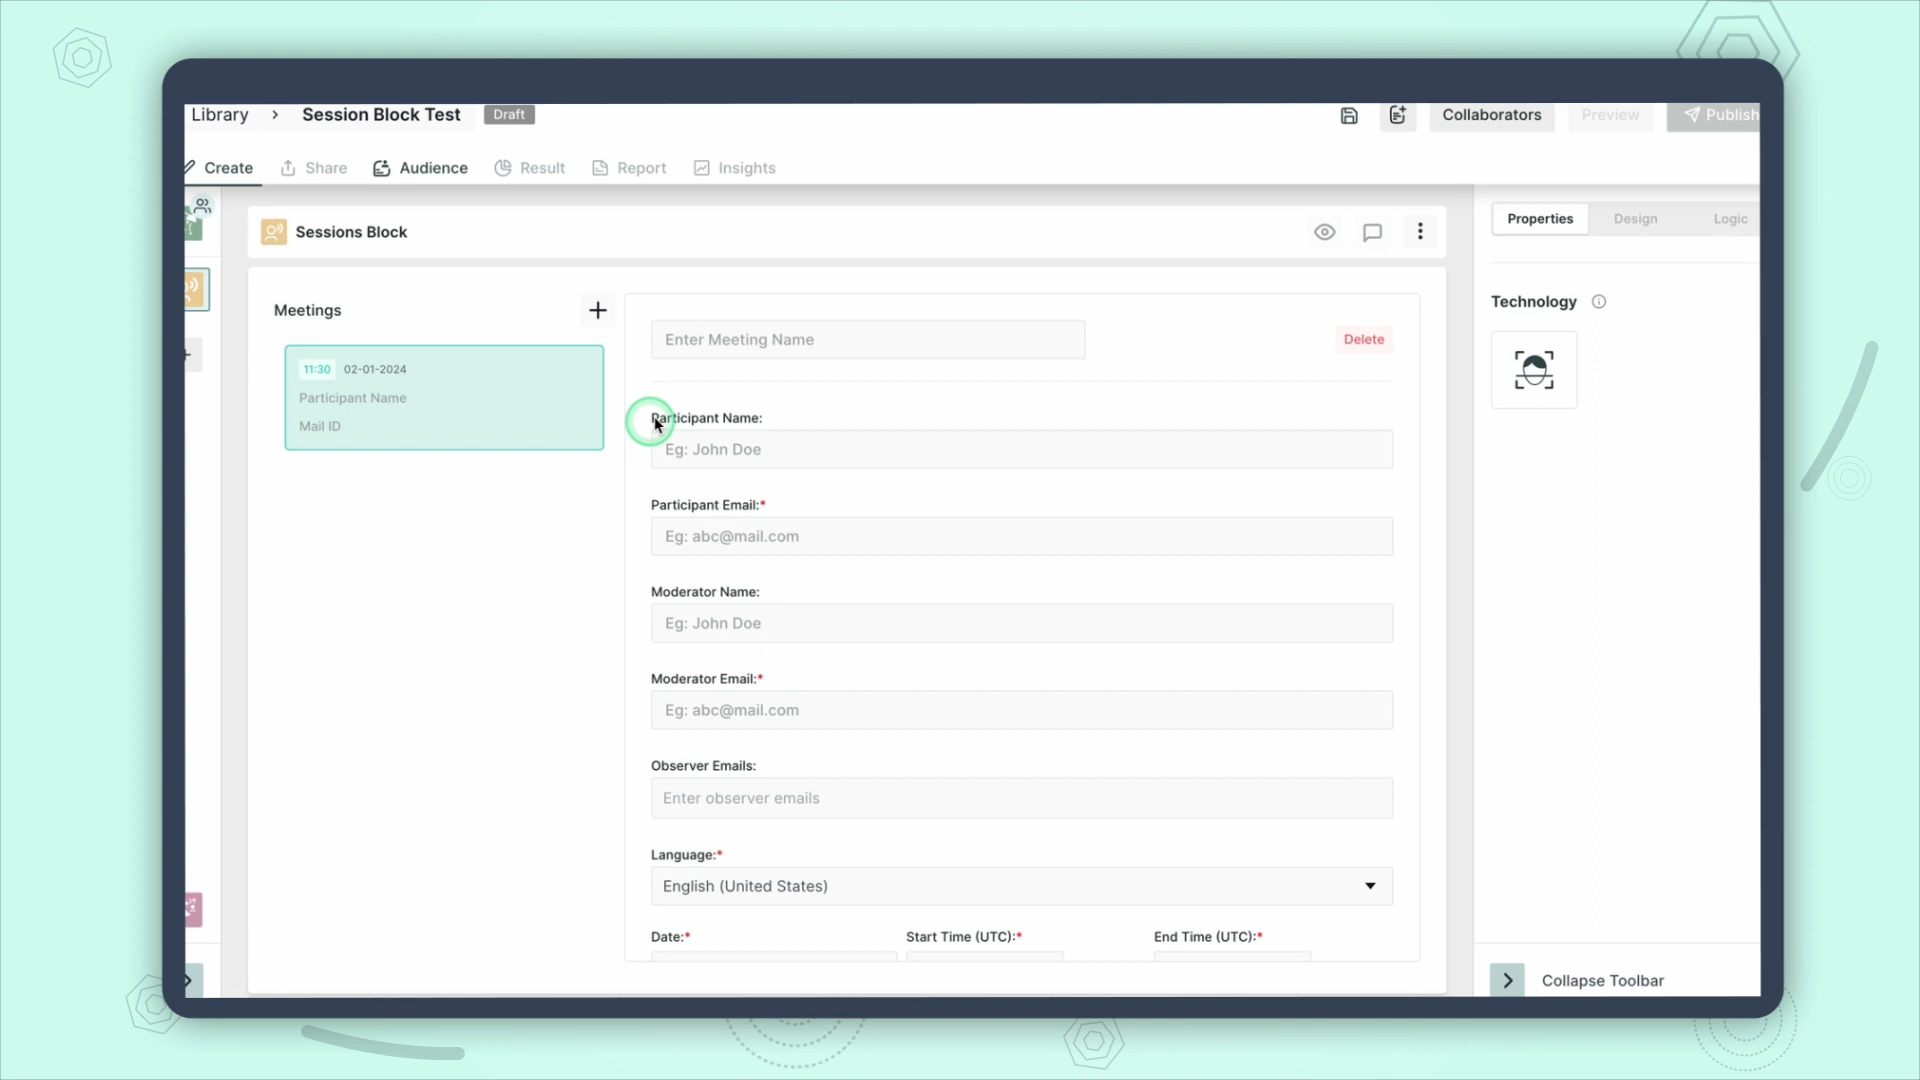 Library > Session Block Test Draft Collaborators Preview Publish
Create Share Audience Result Report Insights
Sessions Block
Properties Design Logic
Meetings +
Technology
Enter Meeting Name Delete
11:30 02-01-2024
Participant Name
Mail ID
Participant Name:
Eg: John Doe
Participant Email:*
Eg: abc@mail.com
Moderator Name:
Eg: John Doe
Moderator Email:*
Eg: abc@mail.com
Observer Emails:
Enter observer emails
Language:*
English (United States)
Date:* Start Time (UTC):* End Time (UTC):*
Collapse Toolbar